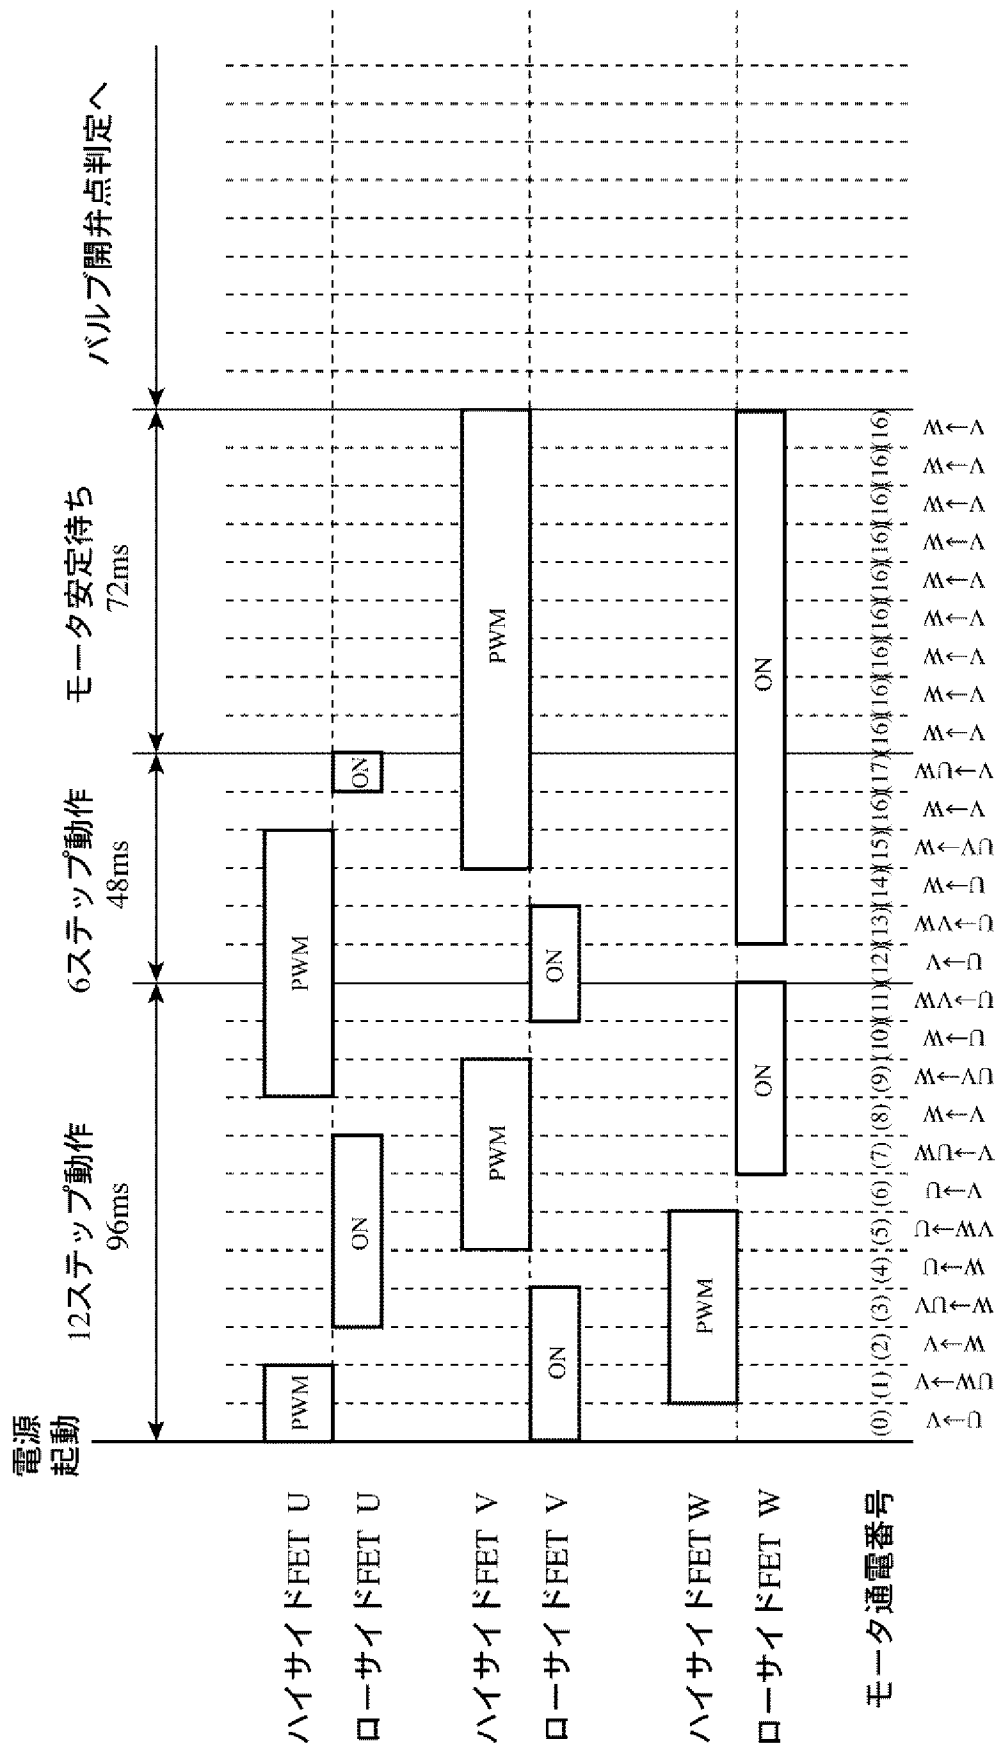 電源
起動
12ステップ動作
96ms
6ステップ動作
48ms
モータ安定待ち
72ms
バルブ開弁点判定へ
ハイサイドFET U
PWM
PWM
ローサイドFET U
ON
ON
ハイサイドFET V
PWM
PWM
ローサイドFET V
ON
ON
ハイサイドFET W
PWM
ローサイドFET W
ON
ON
モータ通電番号
(0) (1) (2) (3) (4) (5) (6) (7) (8) (9) (10) (11) (12) (13) (14) (15) (16) (17) (16) (16) (16) (16) (16) (16) (16) (16) (16)
U→V
UW→V
W→V
W→UV
W→U
VW→U
V→U
V→UW
V→W
UV→W
U→W
U→VW
U→V
U→VW
U→W
UV→W
V→W
V→UW
V→W
V→W
V→W
V→W
V→W
V→W
V→W
V→W
V→W